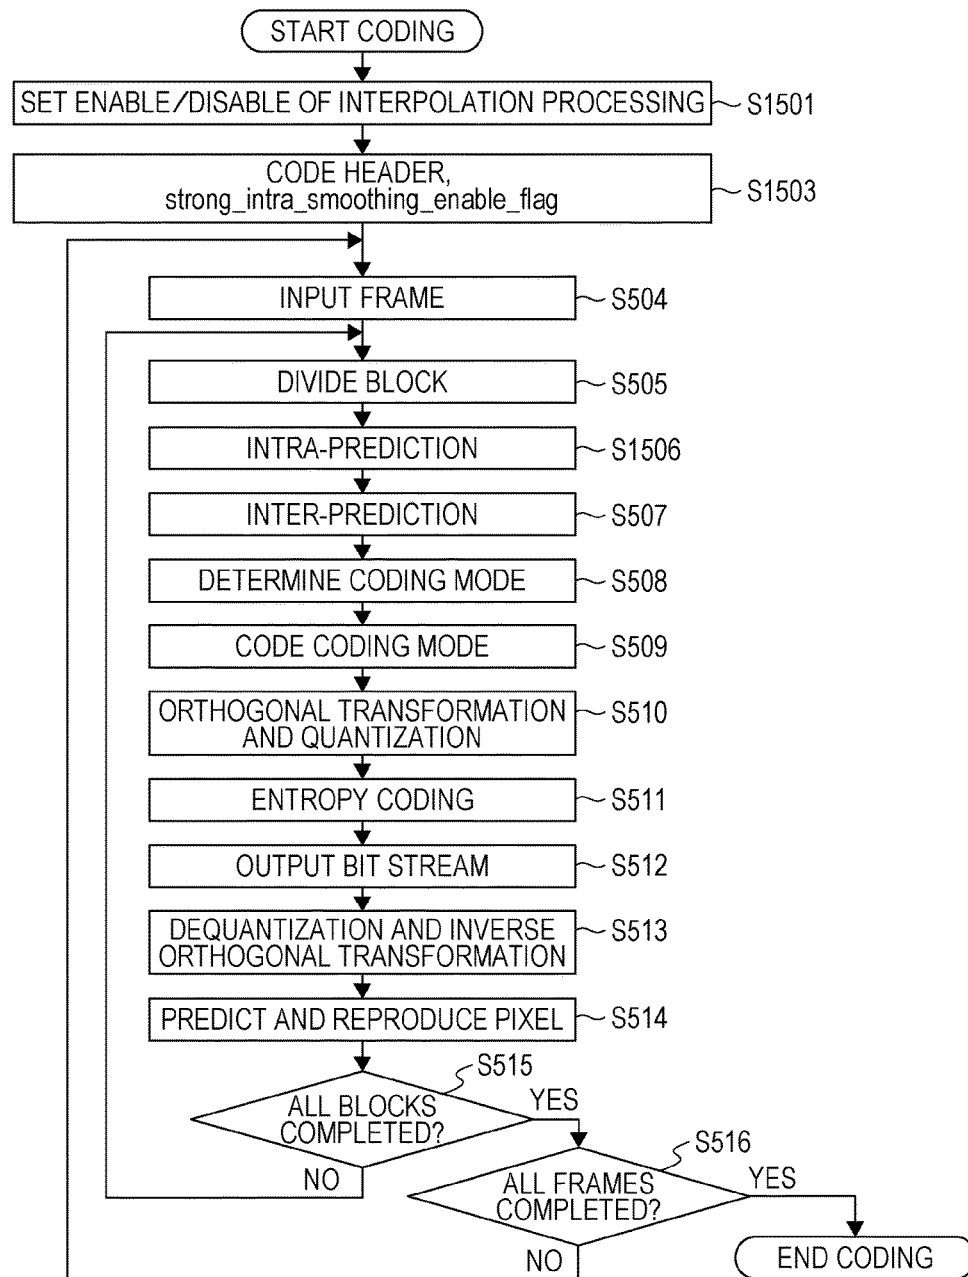 START CODING
SET ENABLE/DISABLE OF INTERPOLATION PROCESSING
S1501
CODE HEADER,
strong_intra_smoothing_enable_flag
S1503
INPUT FRAME
S504
DIVIDE BLOCK
S505
INTRA-PREDICTION
S1506
INTER-PREDICTION
S507
DETERMINE CODING MODE
S508
CODE CODING MODE
S509
ORTHOGONAL TRANSFORMATION
AND QUANTIZATION
S510
ENTROPY CODING
S511
OUTPUT BIT STREAM
S512
DEQUANTIZATION AND INVERSE
ORTHOGONAL TRANSFORMATION
S513
PREDICT AND REPRODUCE PIXEL
S514
S515
ALL BLOCKS
COMPLETED?
YES
NO
S516
ALL FRAMES
COMPLETED?
YES
NO
END CODING